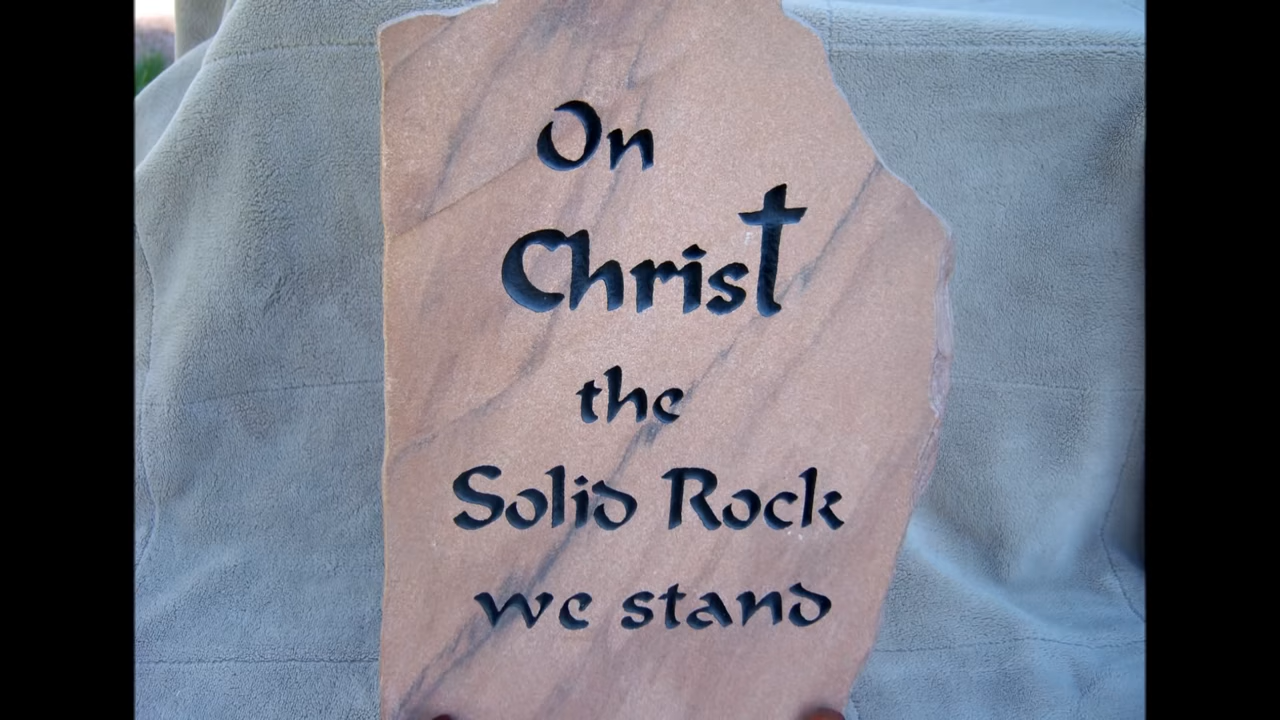 On
Christ
the
Solid Rock
we stand